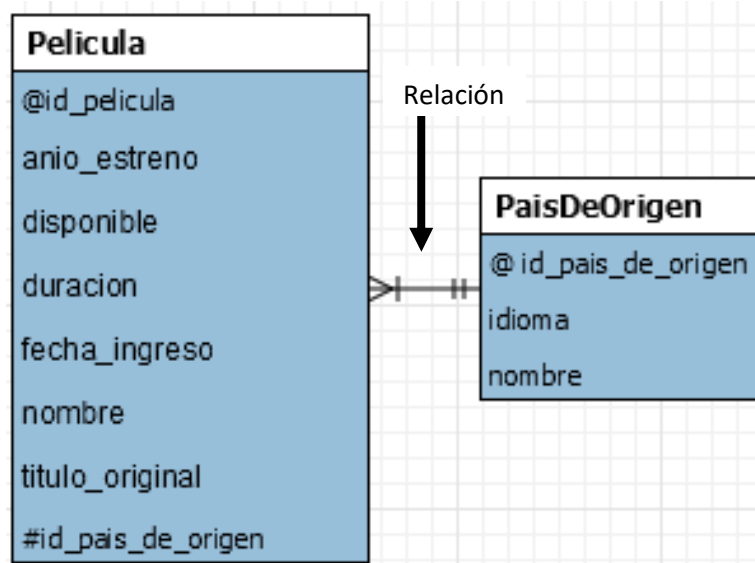 Pelicula
@id_pelicula
anio_estreno
disponible
duracion
fecha_ingreso
nombre
titulo_original
#id_pais_de_origen
Relación
PaisDeOrigen
@ id_pais_de_origen
idioma
nombre